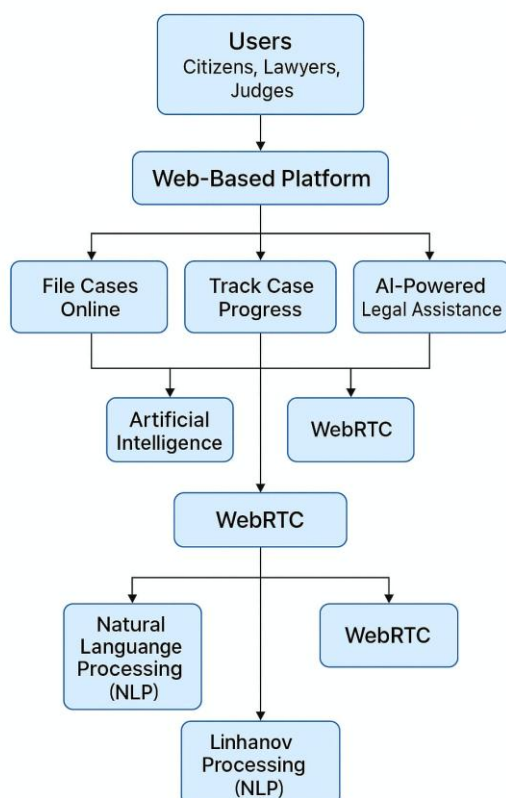 Users
Citizens, Lawyers,
Judges
Web-Based Platform
File Cases
Online
Track Case
Progress
AI-Powered
Legal Assistance
Artificial
Intelligence
WebRTC
WebRTC
Natural
Languange
Processing
(NLP)
WebRTC
Linhanov
Processing
(NLP)